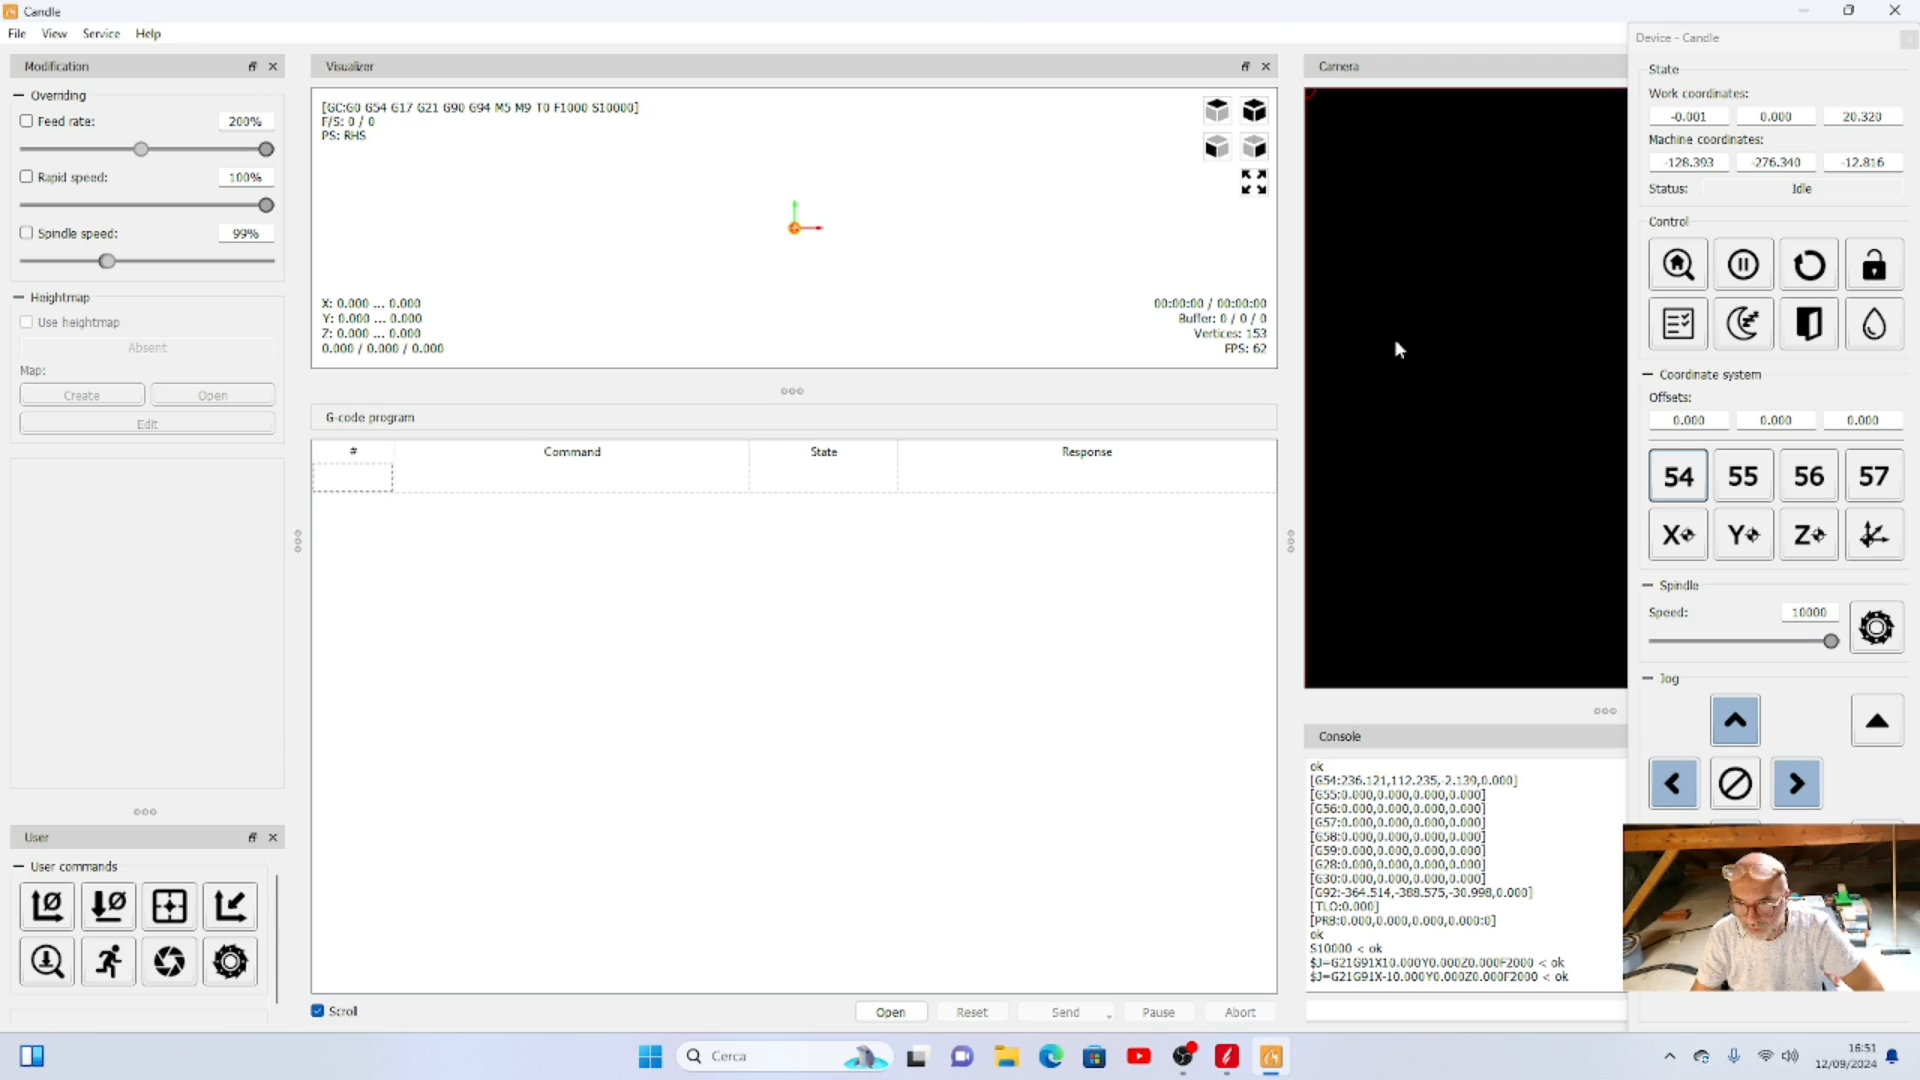 Candle
File View Service Help
Modification
Overriding
Feed rate: 200%
Rapid speed: 100%
Spindle speed: 99%
Heightmap
Use heightmap
Absent
Map:
Create Open
Edit
User
User commands
Visualizer
[GC:G0 G54 G17 G21 G90 G94 M5 M9 T0 F1000 S10000]
F/S: 0 / 0
PS: RHS
X: 0.000 ... 0.000
Y: 0.000 ... 0.000
Z: 0.000 ... 0.000
0.000 / 0.000 / 0.000
00:00:00 / 00:00:00
Buffer: 0 / 0 / 0
Vertices: 153
FPS: 62
G-code program
# Command State Response
Scroll
Open Reset Send Pause Abort
Camera
Console
ok
[G54:236.121,112.235,-2.139,0.000]
[G55:0.000,0.000,0.000,0.000]
[G56:0.000,0.000,0.000,0.000]
[G57:0.000,0.000,0.000,0.000]
[G58:0.000,0.000,0.000,0.000]
[G59:0.000,0.000,0.000,0.000]
[G28:0.000,0.000,0.000,0.000]
[G30:0.000,0.000,0.000,0.000]
[G92:-364.514,-388.575,-30.998,0.000]
[TLO:0.000]
[PRB:0.000,0.000,0.000,0.000:0]
ok
S10000 < ok
$J=G21G91X10.000Y0.000Z0.000F2000 < ok
$J=G21G91X-10.000Y0.000Z0.000F2000 < ok
Device - Candle
State
Work coordinates:
-0.001 0.000 20.320
Machine coordinates:
-128.393 -276.340 -12.816
Status: Idle
Control
Coordinate system
Offsets:
0.000 0.000 0.000
54 55 56 57
X Y Z
Spindle
Speed: 10000
Jog
Cerca
16:51
12/09/2024